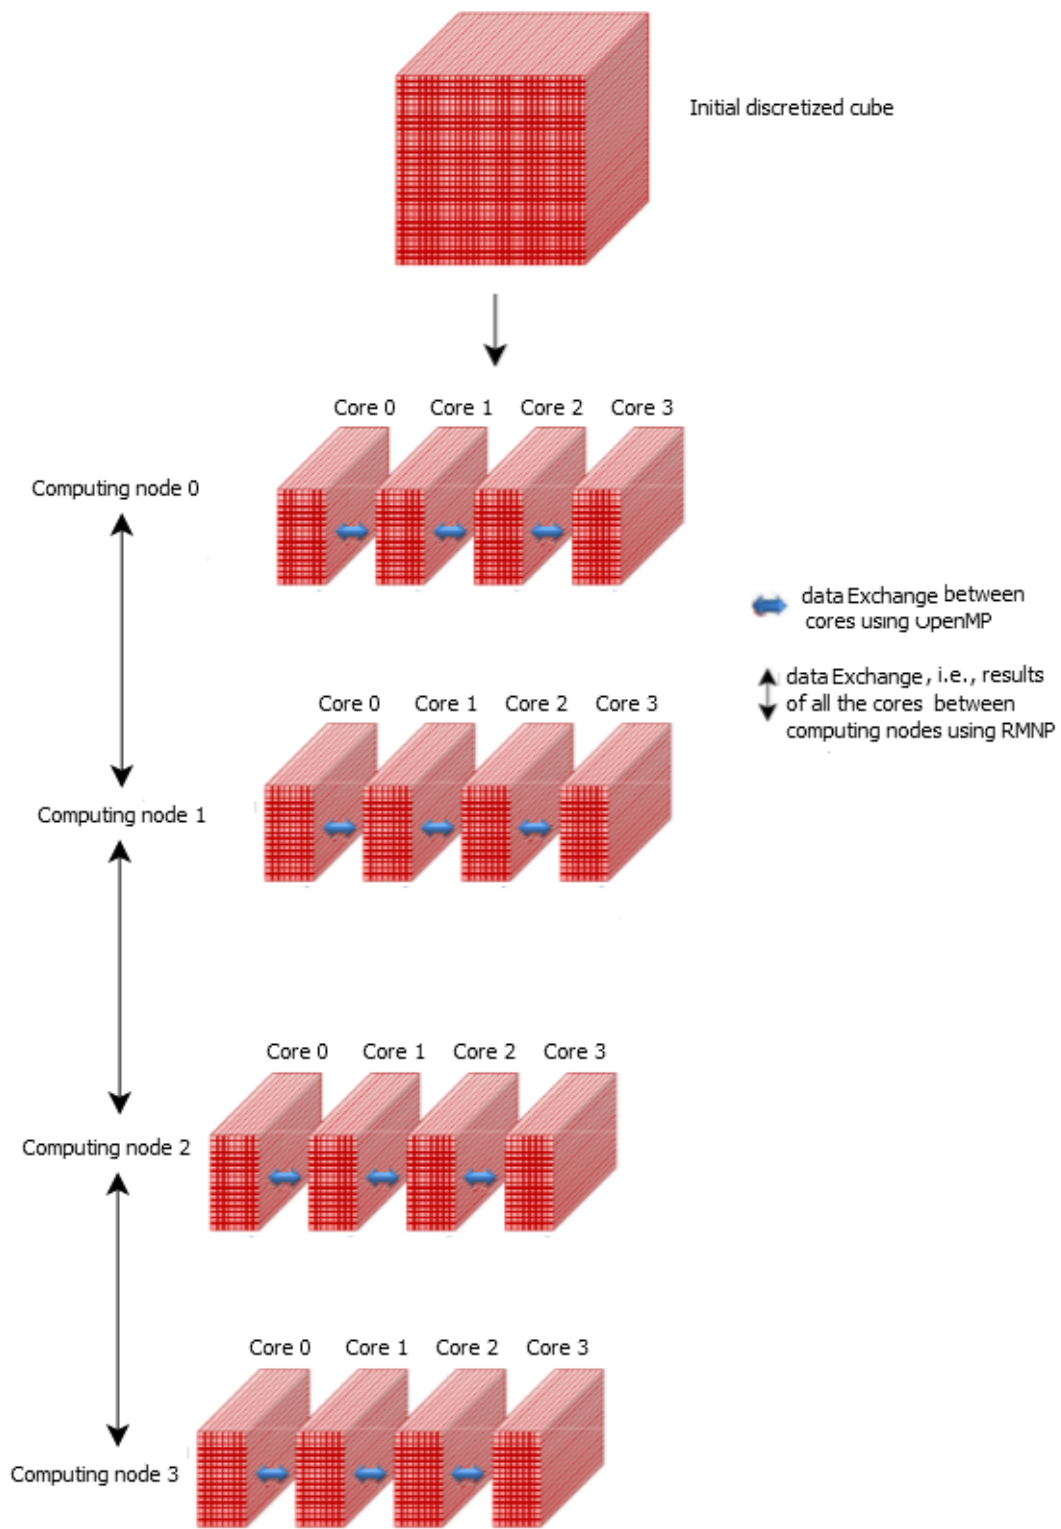 Initial discretized cube
Core 0 Core 1 Core 2 Core 3
Computing node 0
data Exchange between
cores using OpenMP
data Exchange, i.e., results
of all the cores between
computing nodes using RMNP
Core 0 Core 1 Core 2 Core 3
Computing node 1
Core 0 Core 1 Core 2 Core 3
Computing node 2
Core 0 Core 1 Core 2 Core 3
Computing node 3